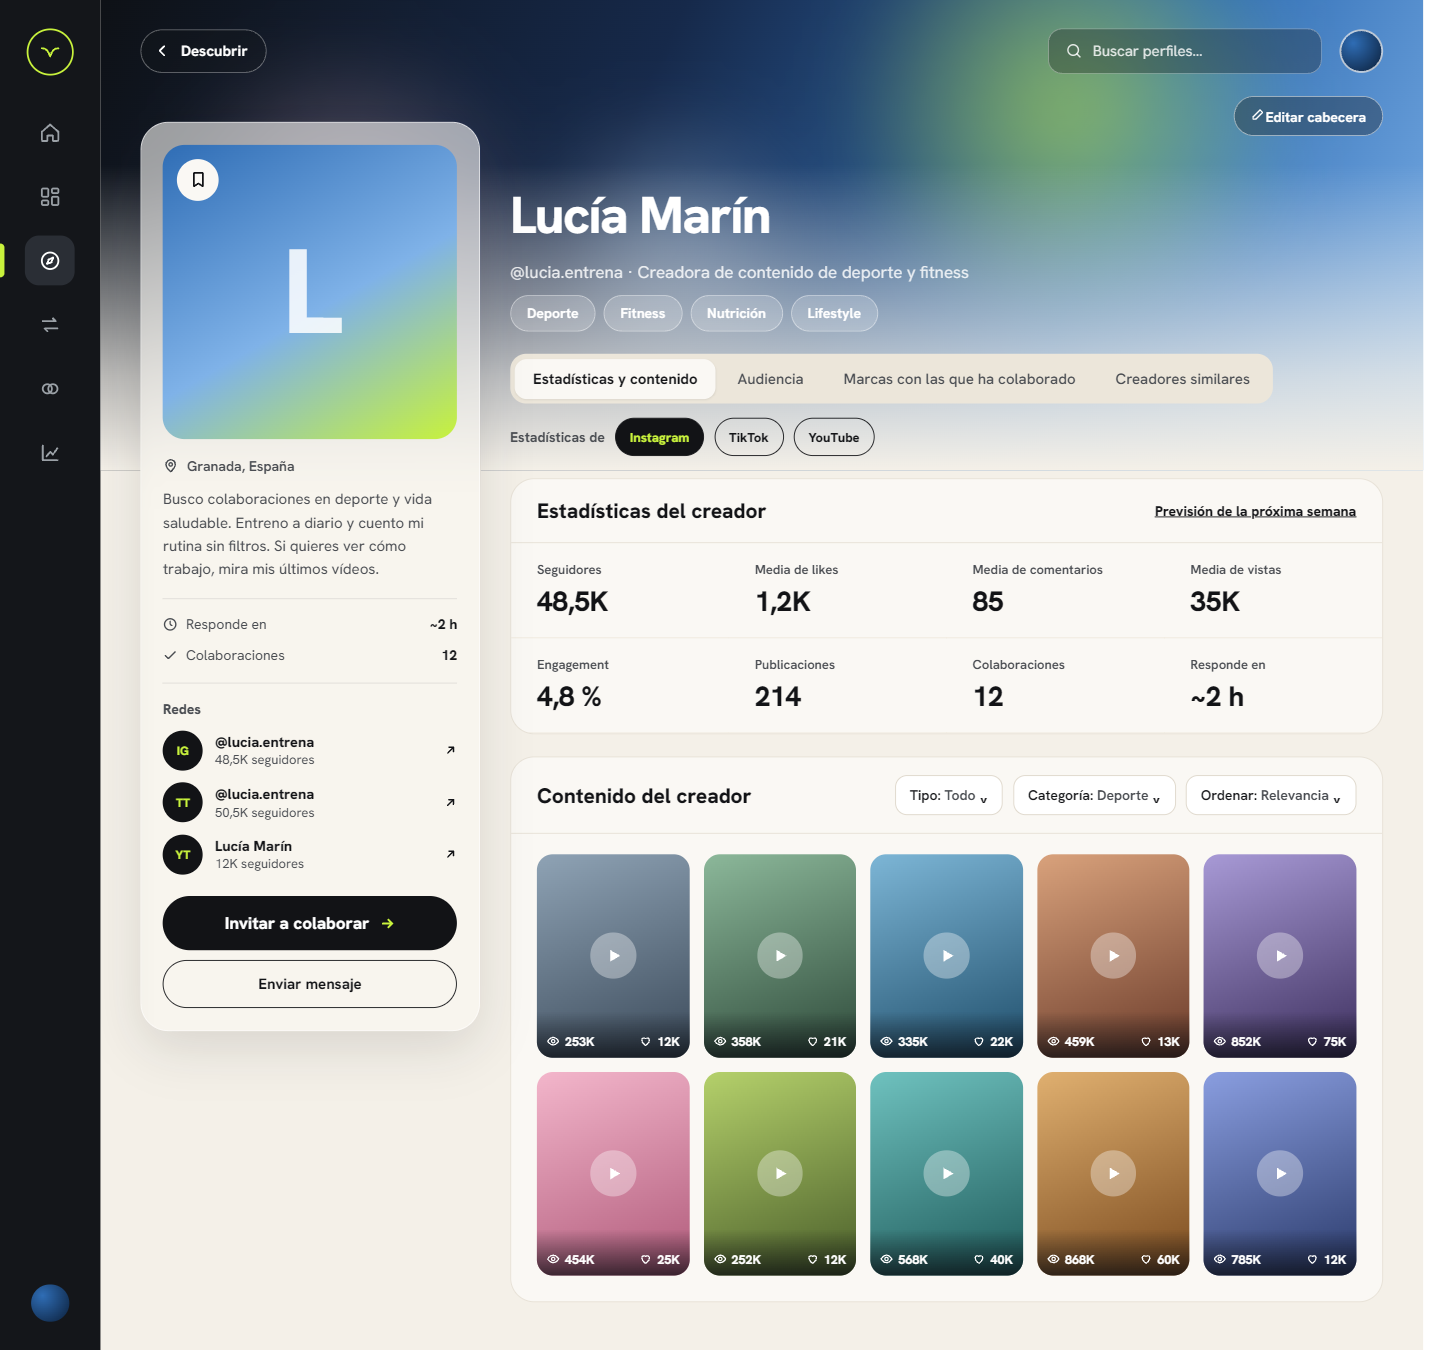 Descubrir
Buscar perfiles...
Editar cabecera
L
Lucía Marín
@lucia.entrena · Creadora de contenido de deporte y fitness
Deporte
Fitness
Nutrición
Lifestyle
Estadísticas y contenido
Audiencia
Marcas con las que ha colaborado
Creadores similares
Estadísticas de
Instagram
TikTok
YouTube
Granada, España
Busco colaboraciones en deporte y vida
saludable. Entreno a diario y cuento mi
rutina sin filtros. Si quieres ver cómo
trabajo, mira mis últimos vídeos.
Responde en
~2 h
Colaboraciones
12
Redes
IG
@lucia.entrena
48,5K seguidores
TT
@lucia.entrena
50,5K seguidores
YT
Lucía Marín
12K seguidores
Invitar a colaborar
Enviar mensaje
Estadísticas del creador
Previsión de la próxima semana
Seguidores
48,5K
Media de likes
1,2K
Media de comentarios
85
Media de vistas
35K
Engagement
4,8 %
Publicaciones
214
Colaboraciones
12
Responde en
~2 h
Contenido del creador
Tipo: Todo
Categoría: Deporte
Ordenar: Relevancia
253K
12K
358K
21K
335K
22K
459K
13K
852K
75K
454K
25K
252K
12K
568K
40K
868K
60K
785K
12K